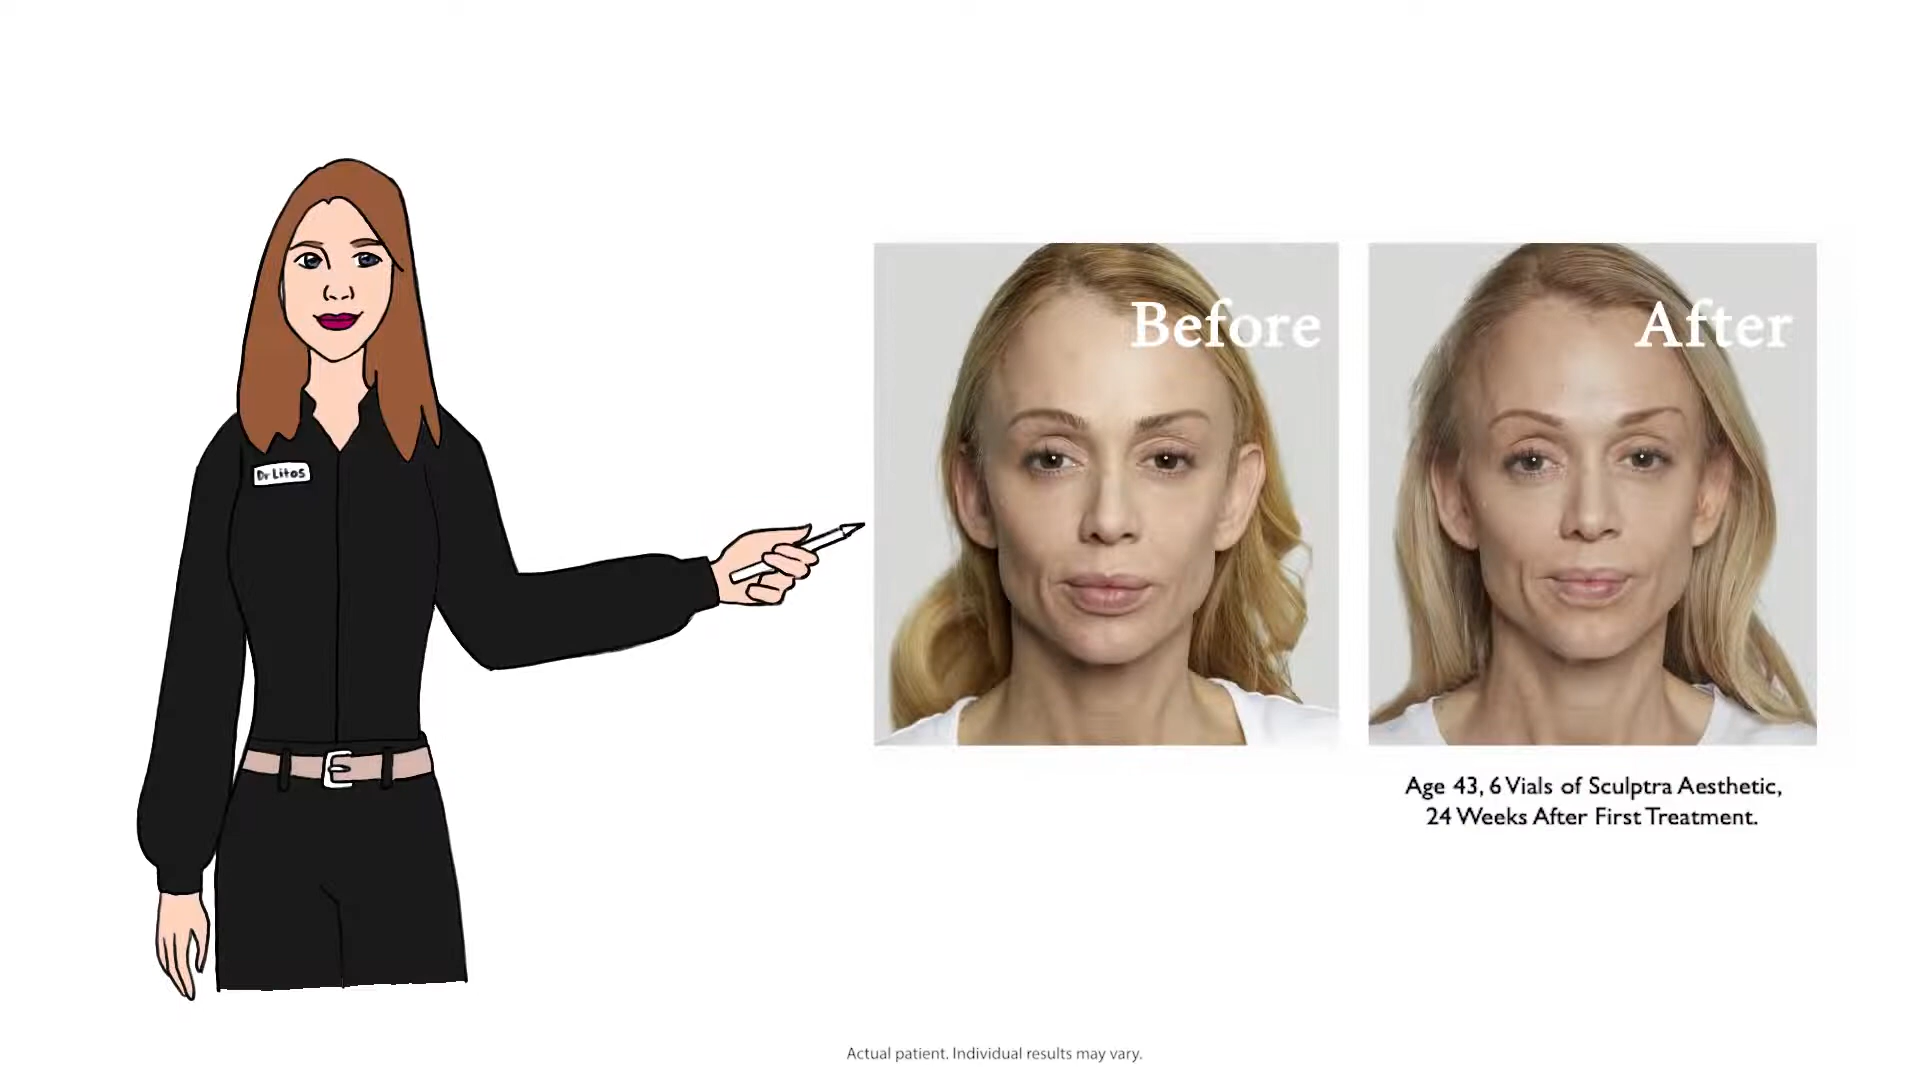 Dr Litos
Before
After
Age 43, 6 Vials of Sculptra Aesthetic,
24 Weeks After First Treatment.
Actual patient. Individual results may vary.